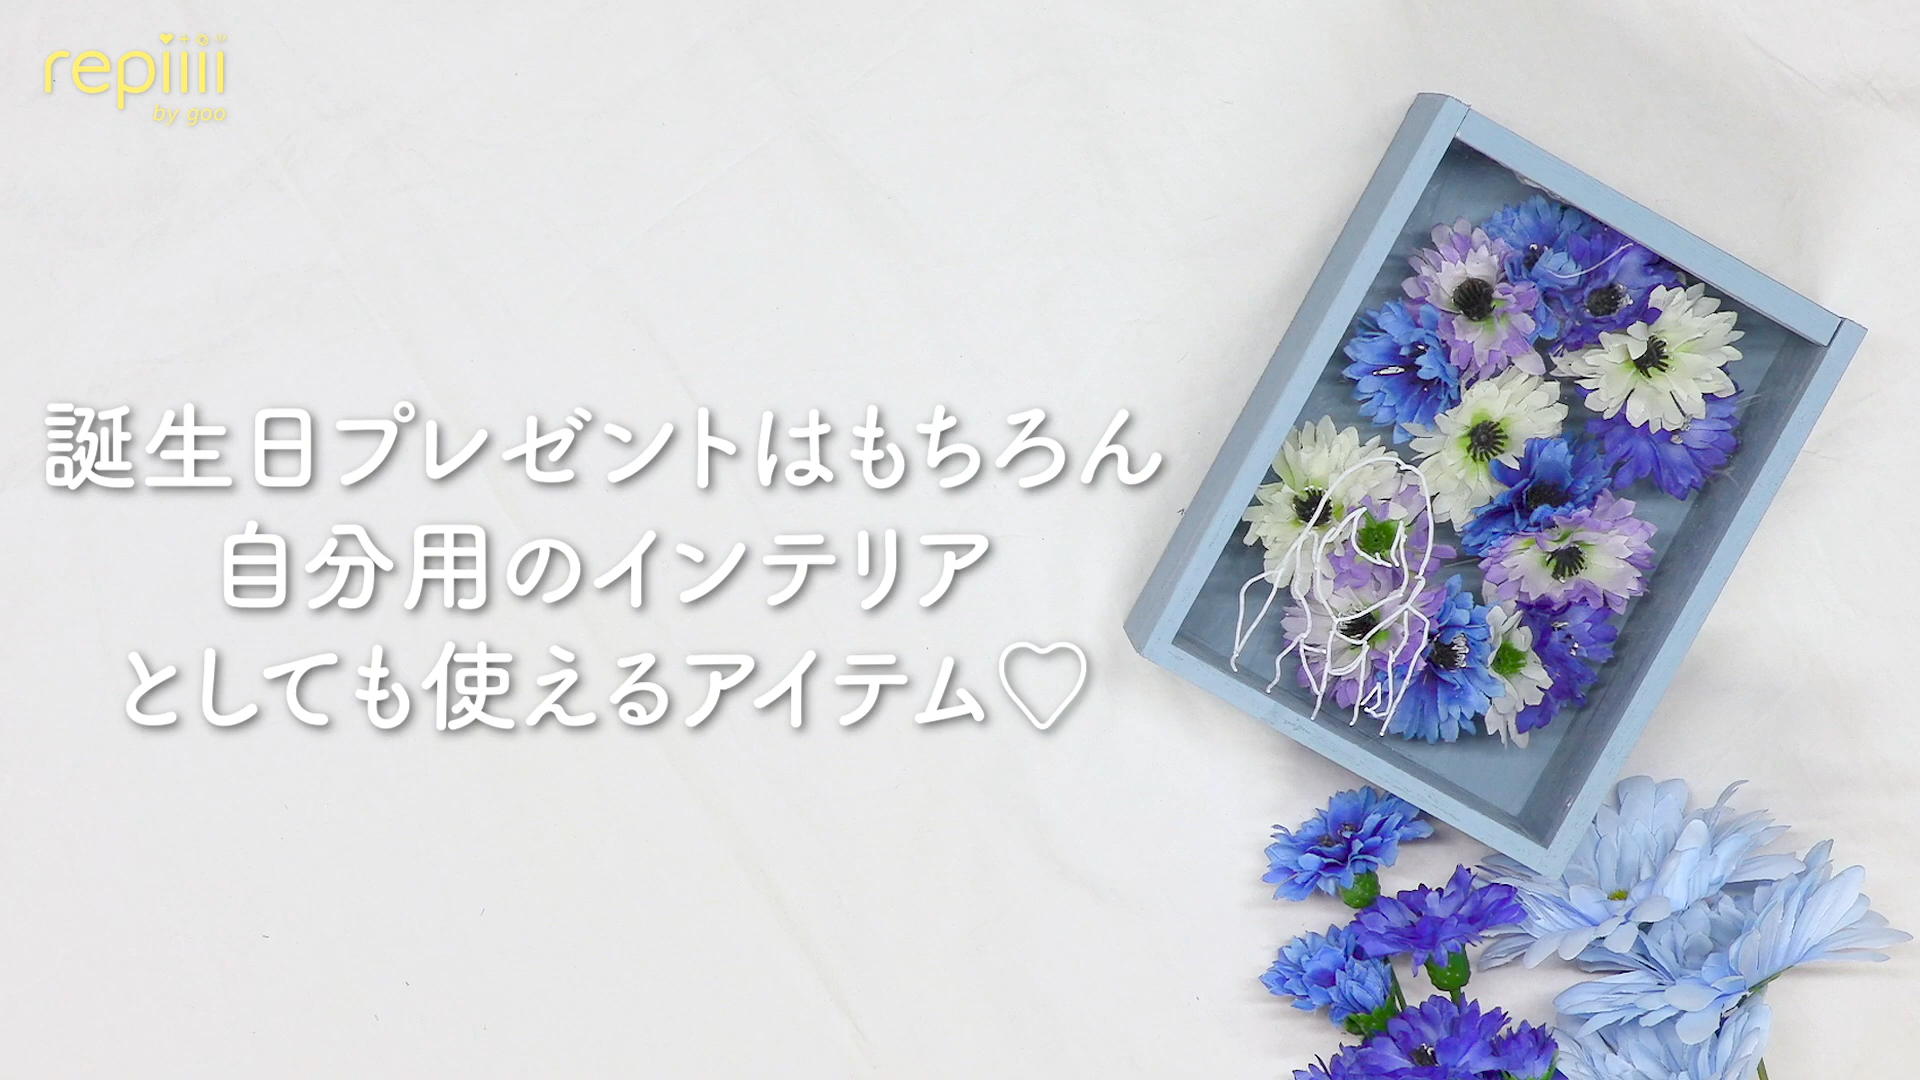 repiiii
by goo
誕生日プレゼントはもちろん
自分用のインテリア
としても使えるアイテム♡